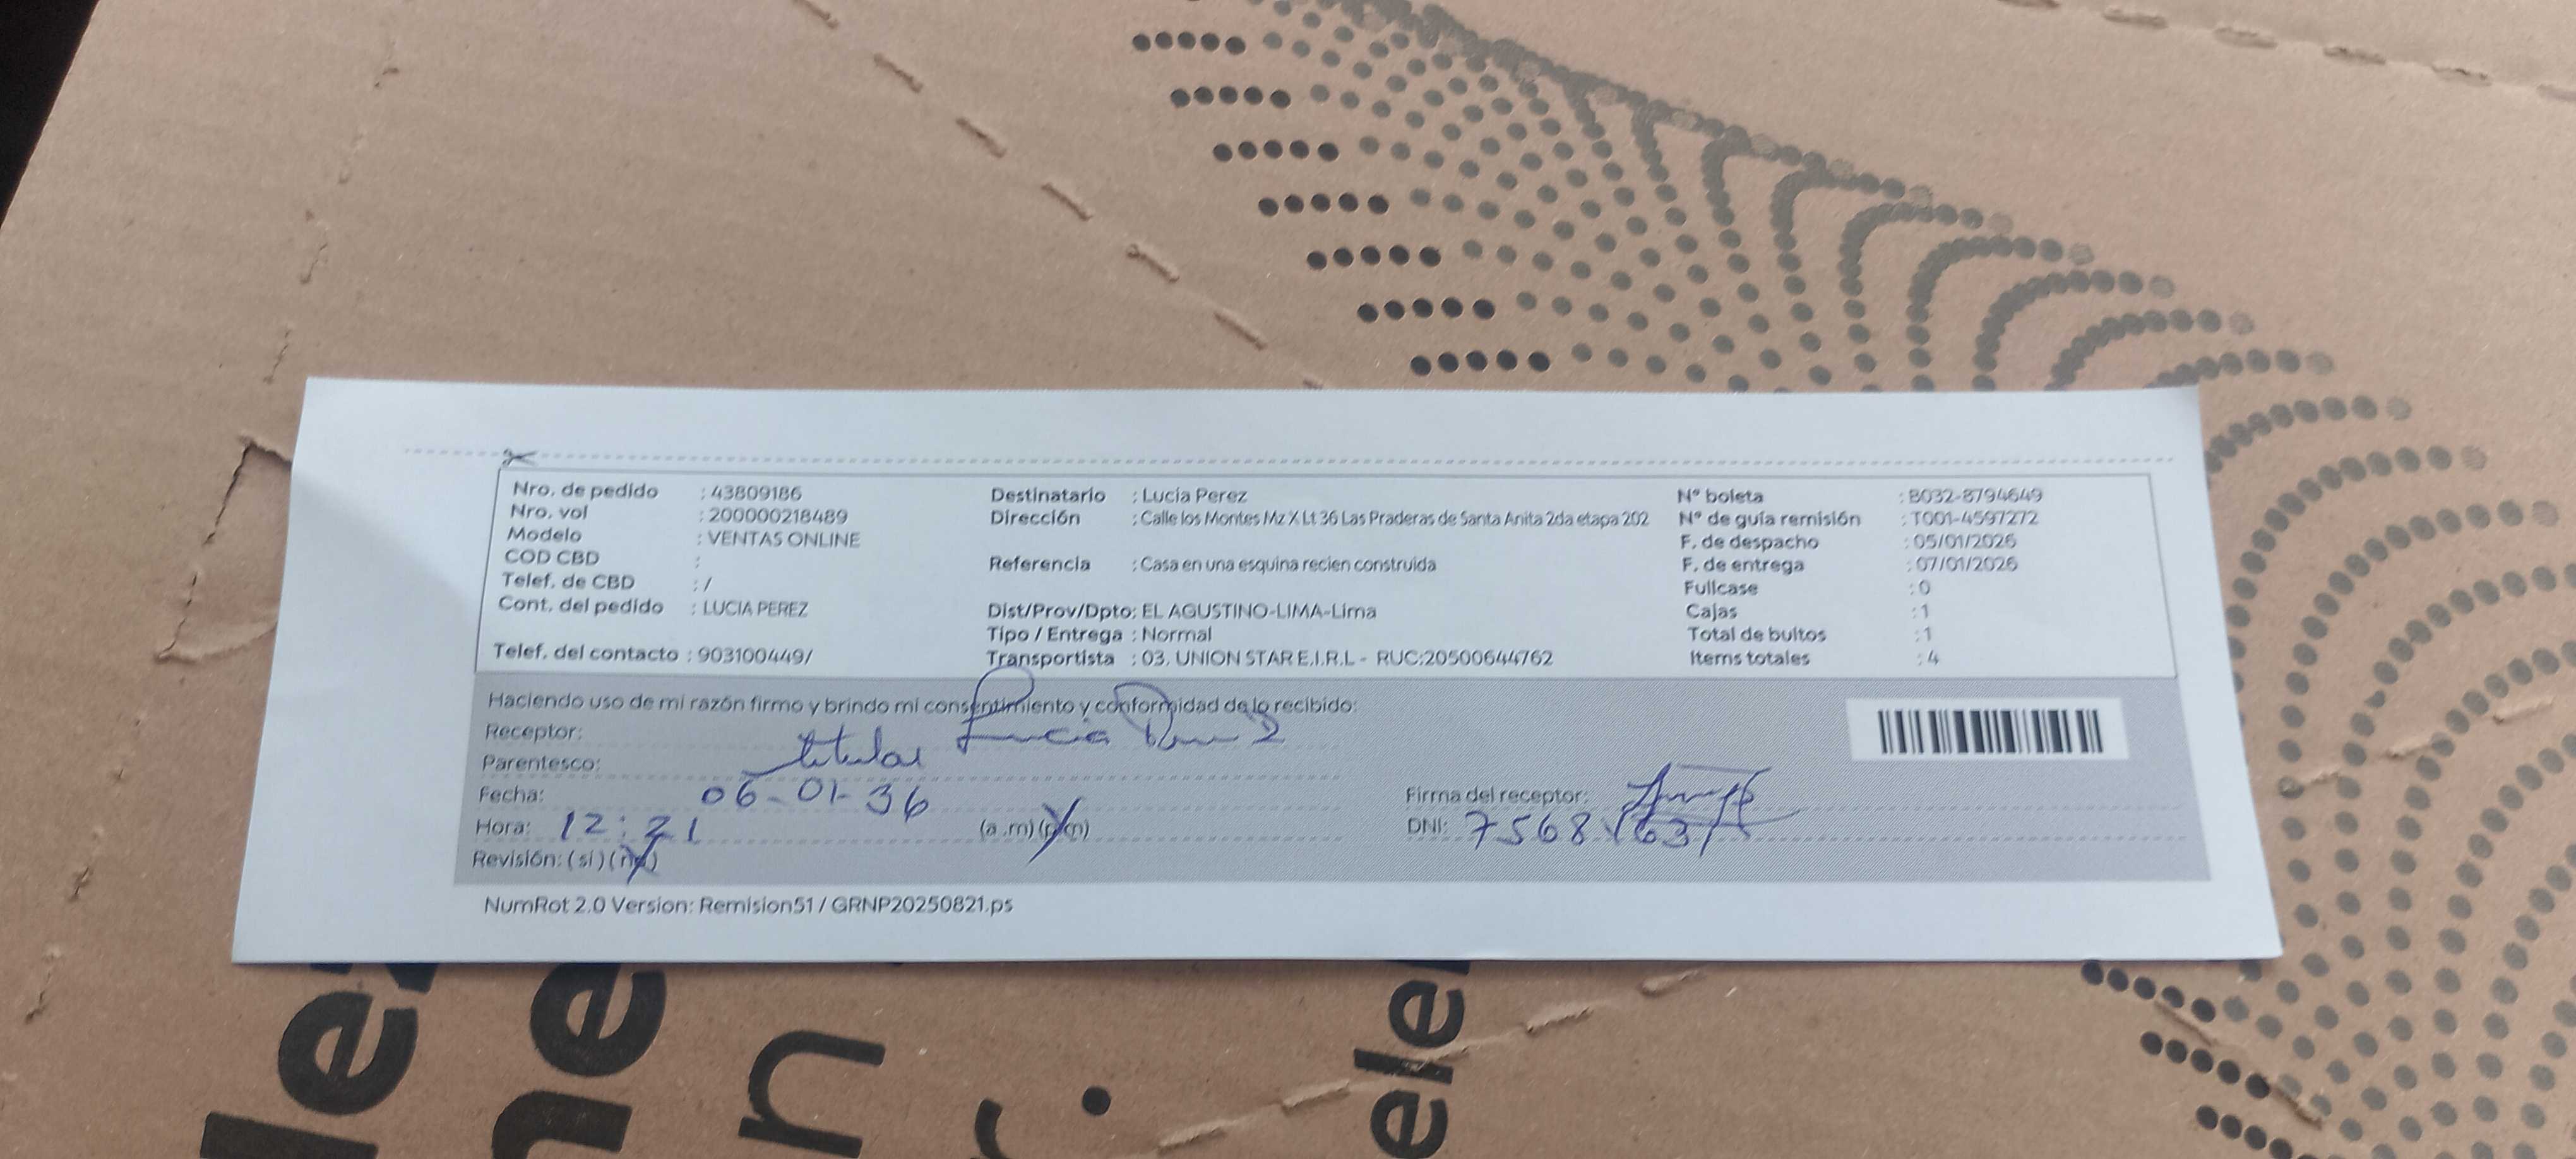 Nro. de pedido : 43809186
Nro. vol : 200000218489
Modelo : VENTAS ONLINE
COD CBD :
Telef. de CBD : /
Cont. del pedido : LUCIA PEREZ
Telef. del contacto : 903100449/
Destinatario : Lucia Perez
Dirección : Calle los Montes Mz X Lt 36 Las Praderas de Santa Anita 2da etapa 202
Referencia : Casa en una esquina recien construida
Dist/Prov/Dpto: EL AGUSTINO-LIMA-Lima
Tipo / Entrega : Normal
Transportista : 03. UNION STAR E.I.R.L - RUC:20500644762
N° boleta : B032-8794649
N° de guía remisión : T001-4597272
F. de despacho : 05/01/2026
F. de entrega : 07/01/2026
Fullcase : 0
Cajas : 1
Total de bultos : 1
Items totales : 4
Haciendo uso de mi razón firmo y brindo mi consentimiento y conformidad de lo recibido:
Receptor: Lucia
Parentesco: titular
Fecha: 06-01-36
Hora: 12:21 (a.m) (p.m)
Revisión: (si) (no)
Firma del receptor:
DNI:
NumRot 2.0 Version: Remision51 / GRNP20250821.ps